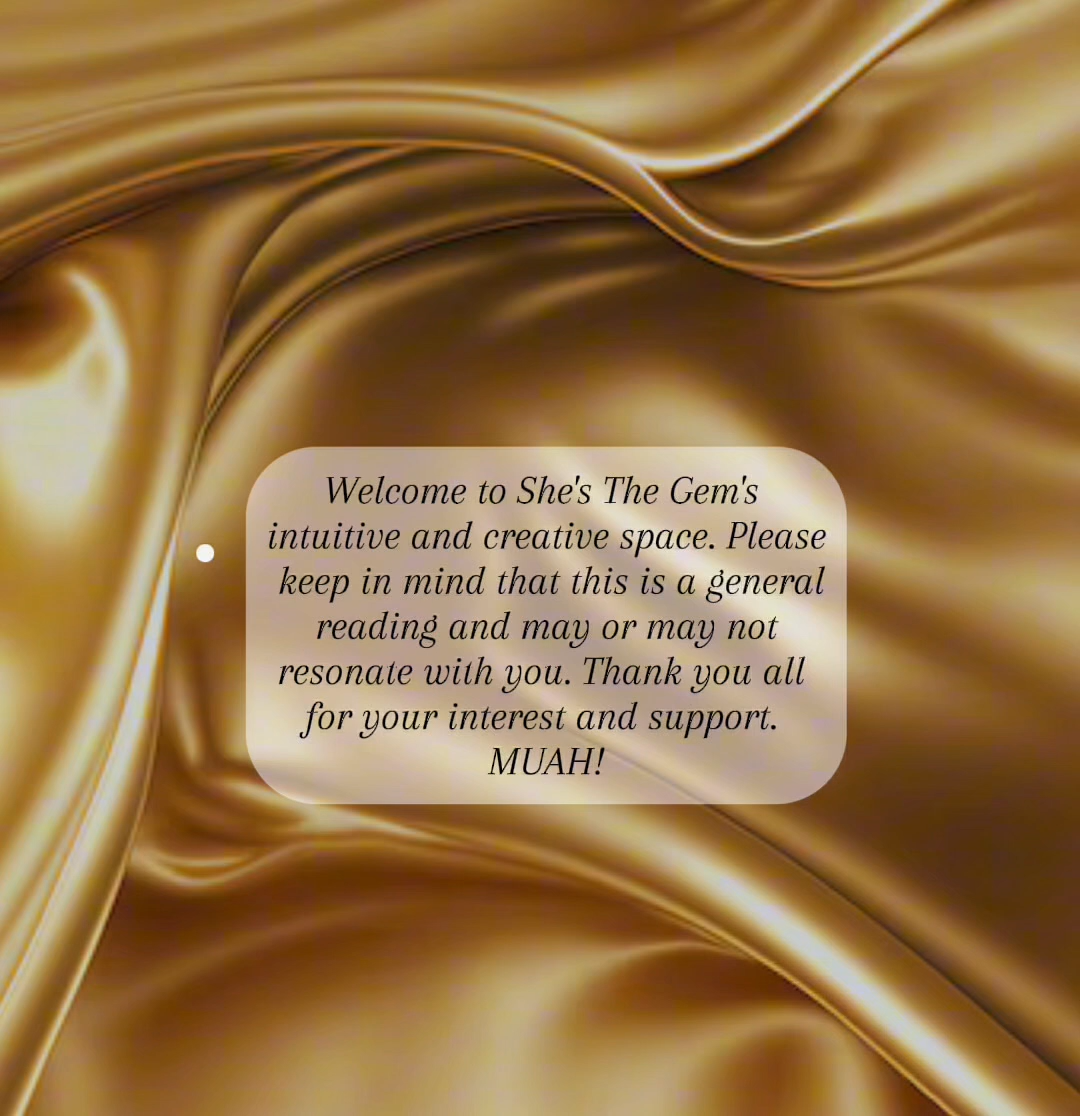 Welcome to She's The Gem's
intuitive and creative space. Please
keep in mind that this is a general
reading and may or may not
resonate with you. Thank you all
for your interest and support.
MUAH!